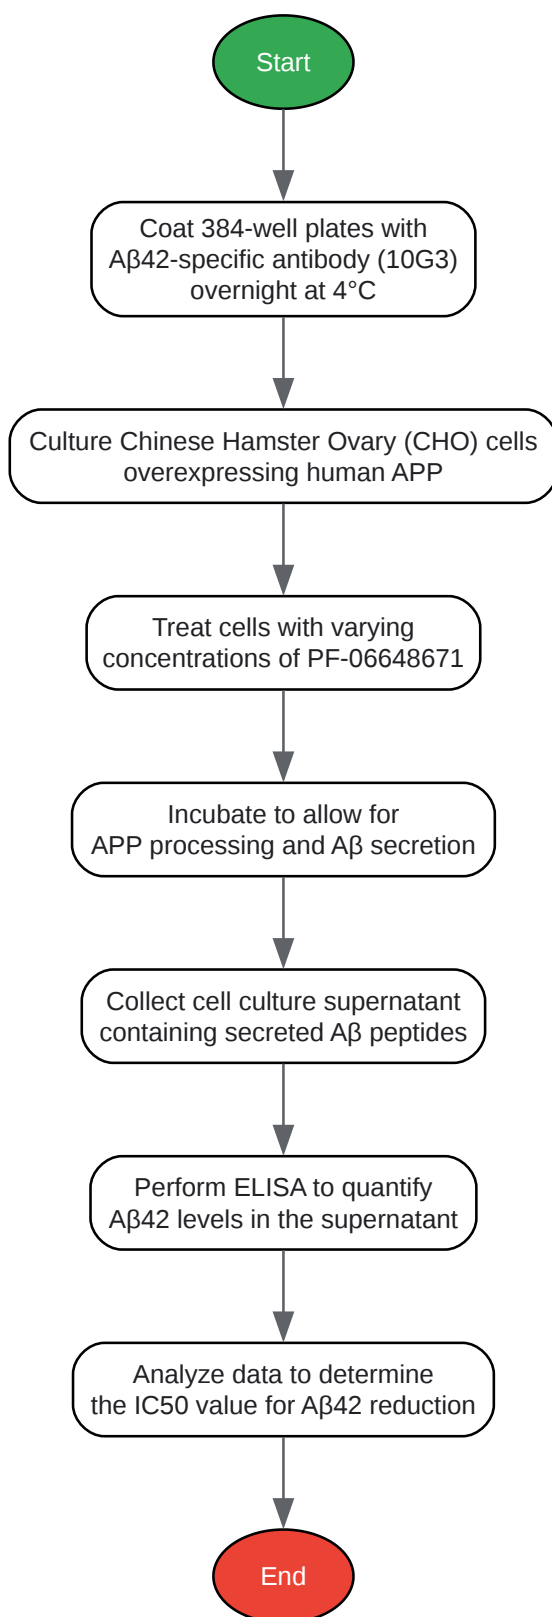 Start
Coat 384-well plates with
Aβ42-specific antibody (10G3)
overnight at 4°C
Culture Chinese Hamster Ovary (CHO) cells
overexpressing human APP
Treat cells with varying
concentrations of PF-06648671
Incubate to allow for
APP processing and Aβ secretion
Collect cell culture supernatant
containing secreted Aβ peptides
Perform ELISA to quantify
Aβ42 levels in the supernatant
Analyze data to determine
the IC50 value for Aβ42 reduction
End